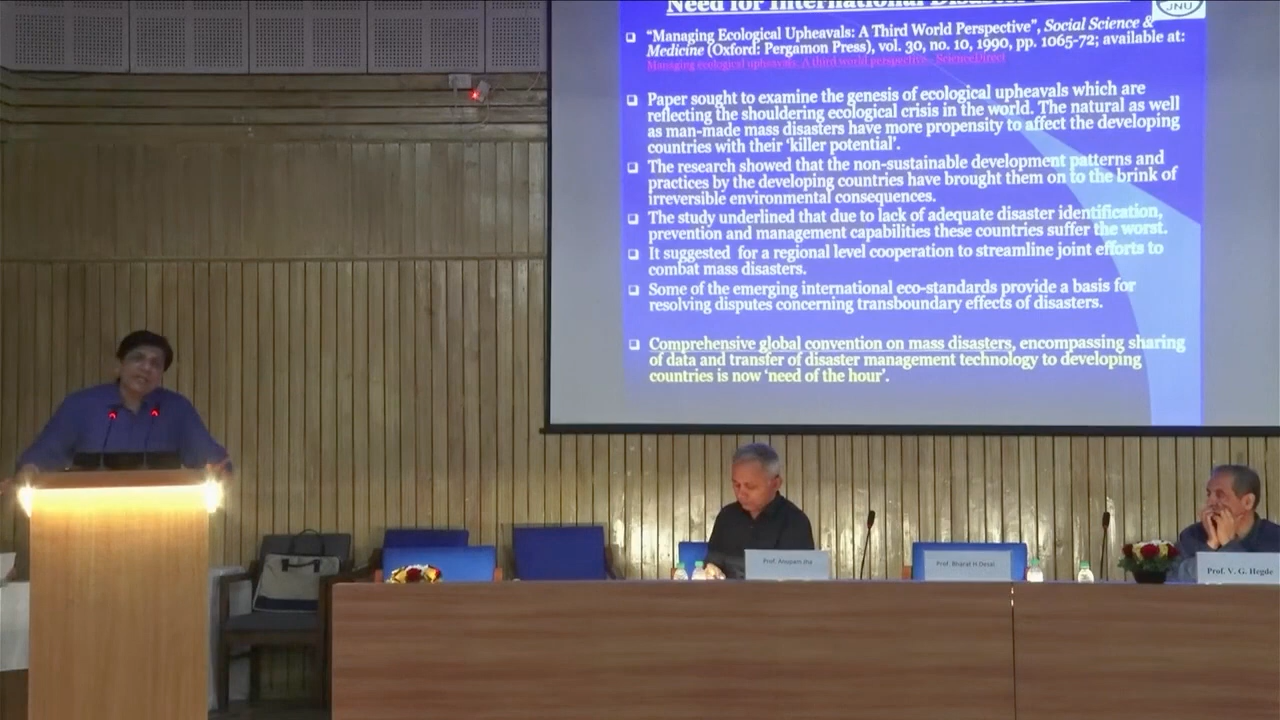 Need for International Disaster
JNU
"Managing Ecological Upheavals: A Third World Perspective", Social Science &
Medicine (Oxford: Pergamon Press), vol. 30, no. 10, 1990, pp. 1065-72; available at:
Managing ecological upheavals: A third world perspective - ScienceDirect
Paper sought to examine the genesis of ecological upheavals which are
reflecting the shouldering ecological crisis in the world. The natural as well
as man-made mass disasters have more propensity to affect the developing
countries with their 'killer potential'.
The research showed that the non-sustainable development patterns and
practices by the developing countries have brought them on to the brink of
irreversible environmental consequences.
The study underlined that due to lack of adequate disaster identification,
prevention and management capabilities these countries suffer the worst.
It suggested for a regional level cooperation to streamline joint efforts to
combat mass disasters.
Some of the emerging international eco-standards provide a basis for
resolving disputes concerning transboundary effects of disasters.
Comprehensive global convention on mass disasters, encompassing sharing
of data and transfer of disaster management technology to developing
countries is now 'need of the hour'.
Prof. Anupam Jha
Prof. Bharat H Desai
Prof. V. G. Hegde